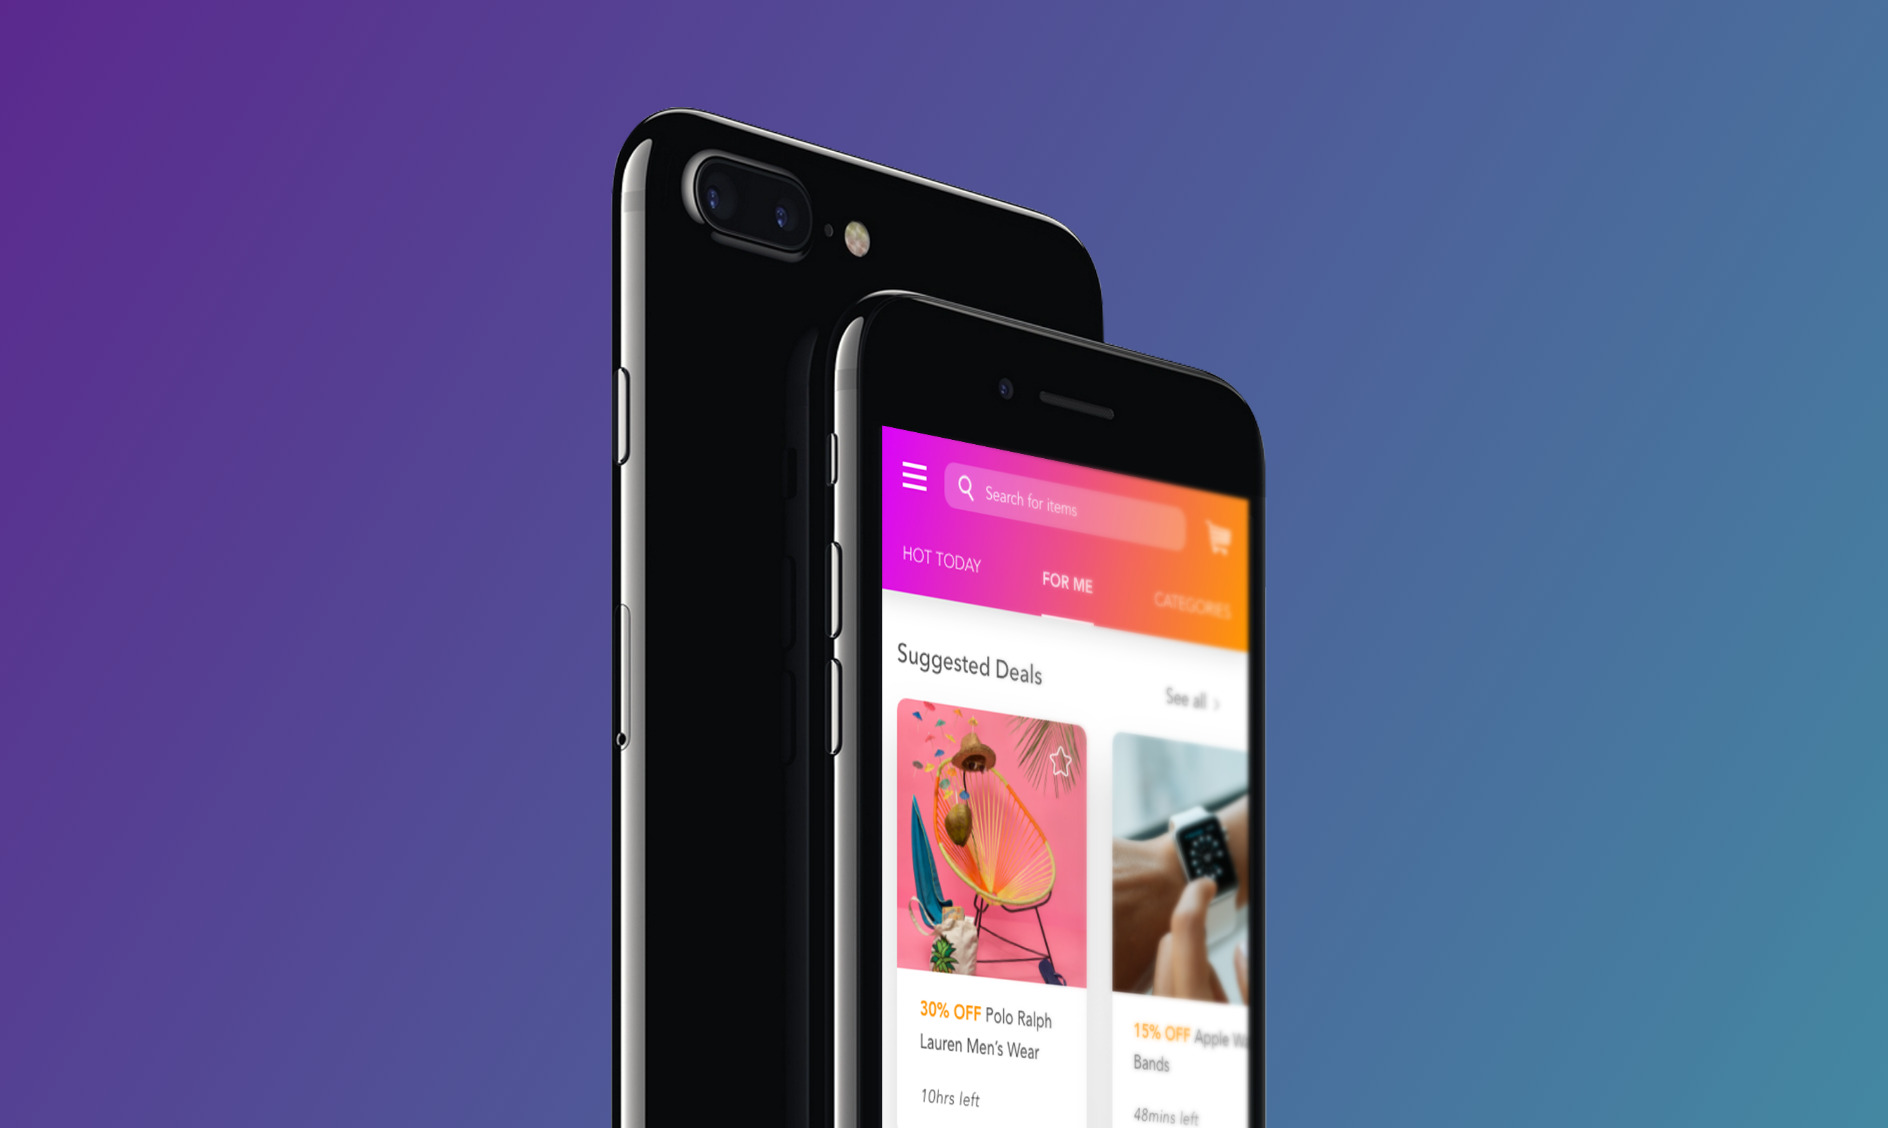 Search for items
HOT TODAY
FOR ME
CATEGORIES
Suggested Deals
See all >
30% OFF Polo Ralph
Lauren Men's Wear
10hrs left
15% OFF Apple
Bands
48mins left